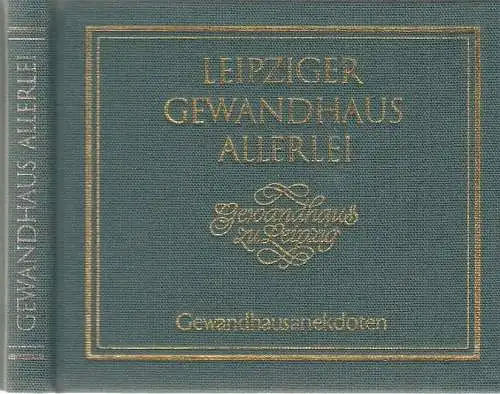 GEWANDHAUS ALLERLEI
LEIPZIGER
GEWANDHAUS
ALLERLEI
Gewandhaus
zu Leipzig
Gewandhausanekdoten